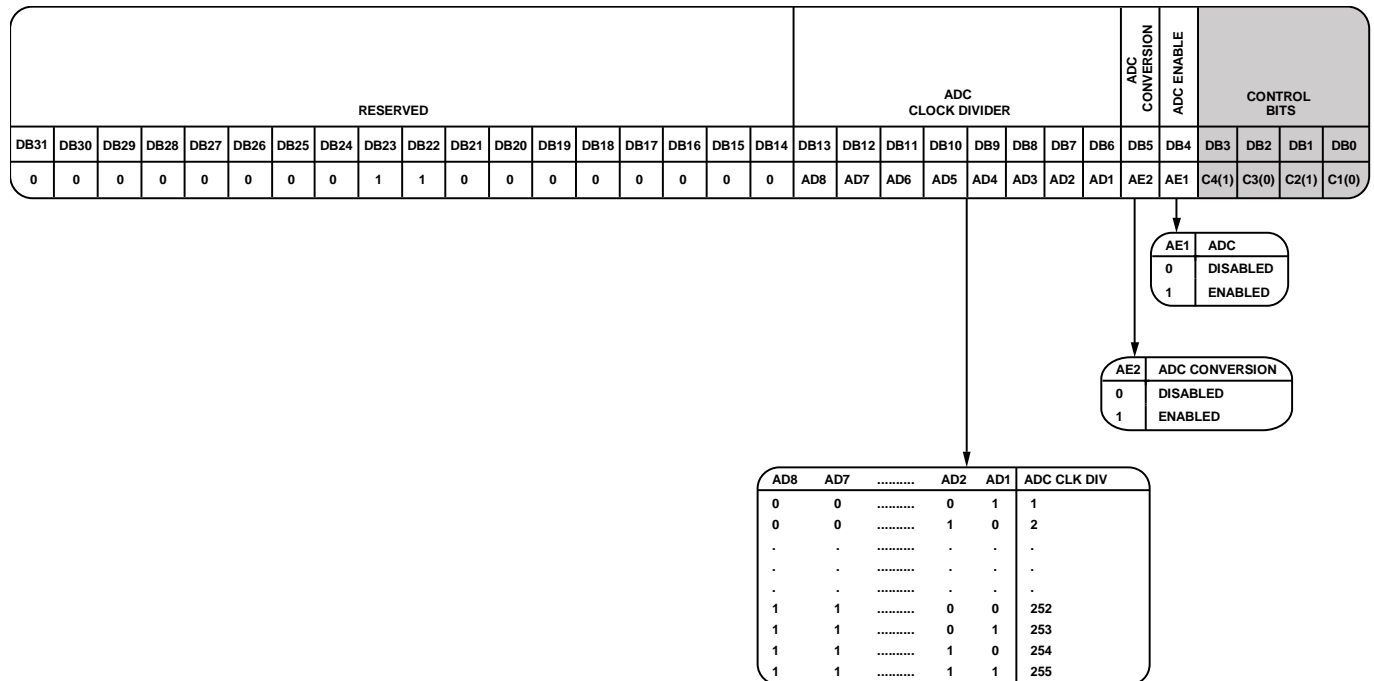 RESERVED
ADC
CLOCK DIVIDER
ADC
CONVERSION
ADC ENABLE
CONTROL
BITS
DB31 DB30 DB29 DB28 DB27 DB26 DB25 DB24 DB23 DB22 DB21 DB20 DB19 DB18 DB17 DB16 DB15 DB14 DB13 DB12 DB11 DB10 DB9 DB8 DB7 DB6 DB5 DB4 DB3 DB2 DB1 DB0
0 0 0 0 0 0 0 0 1 1 0 0 0 0 0 0 0 0 AD8 AD7 AD6 AD5 AD4 AD3 AD2 AD1 AE2 AE1 C4(1) C3(0) C2(1) C1(0)
AE1 ADC
0 DISABLED
1 ENABLED
AE2 ADC CONVERSION
0 DISABLED
1 ENABLED
AD8 AD7 .......... AD2 AD1 ADC CLK DIV
0 0 .......... 0 1 1
0 0 .......... 1 0 2
. . .......... . . .
. . .......... . . .
. . .......... . . .
1 1 .......... 0 0 252
1 1 .......... 0 1 253
1 1 .......... 1 0 254
1 1 .......... 1 1 255